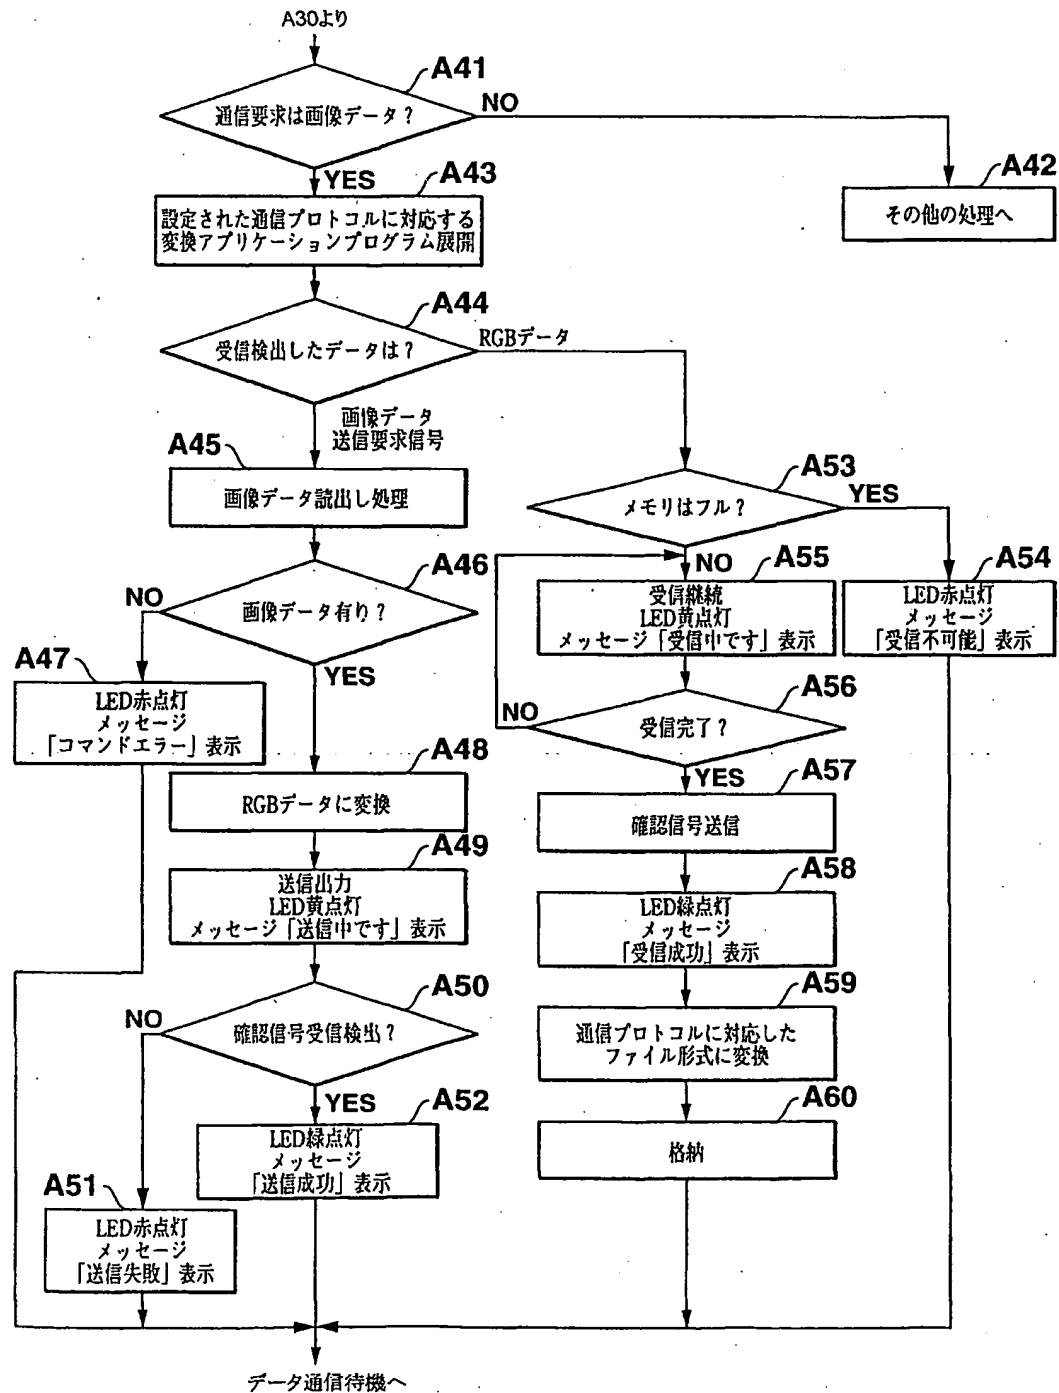 A30より
A41
通信要求は画像データ？
NO
YES
A43
設定された通信プロトコルに対応する
変換アプリケーションプログラム展開
A42
その他の処理へ
A44
受信検出したデータは？
RGBデータ
画像データ
送信要求信号
A45
画像データ読出し処理
A53
メモリはフル？
YES
NO
A46
画像データ有り？
NO
YES
A55
受信継続
LED黄点灯
メッセージ「受信中です」表示
A54
LED赤点灯
メッセージ
「受信不可能」表示
A47
LED赤点灯
メッセージ
「コマンドエラー」表示
A56
受信完了？
NO
YES
A48
RGBデータに変換
A57
確認信号送信
A49
送信出力
LED黄点灯
メッセージ「送信中です」表示
A58
LED緑点灯
メッセージ
「受信成功」表示
A50
確認信号受信検出？
NO
YES
A59
通信プロトコルに対応した
ファイル形式に変換
A52
LED緑点灯
メッセージ
「送信成功」表示
A60
格納
A51
LED赤点灯
メッセージ
「送信失敗」表示
データ通信待機へ